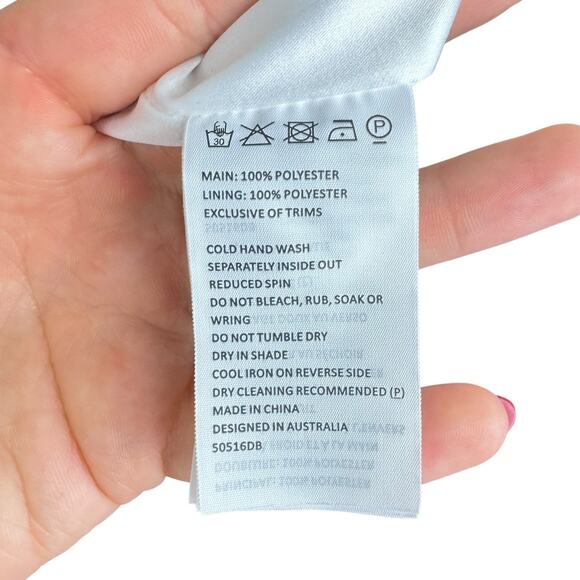 30 P
MAIN: 100% POLYESTER
LINING: 100% POLYESTER
EXCLUSIVE OF TRIMS
COLD HAND WASH
SEPARATELY INSIDE OUT
REDUCED SPIN
DO NOT BLEACH, RUB, SOAK OR
WRING
DO NOT TUMBLE DRY
DRY IN SHADE
COOL IRON ON REVERSE SIDE
DRY CLEANING RECOMMENDED (P)
MADE IN CHINA
DESIGNED IN AUSTRALIA
50516DB